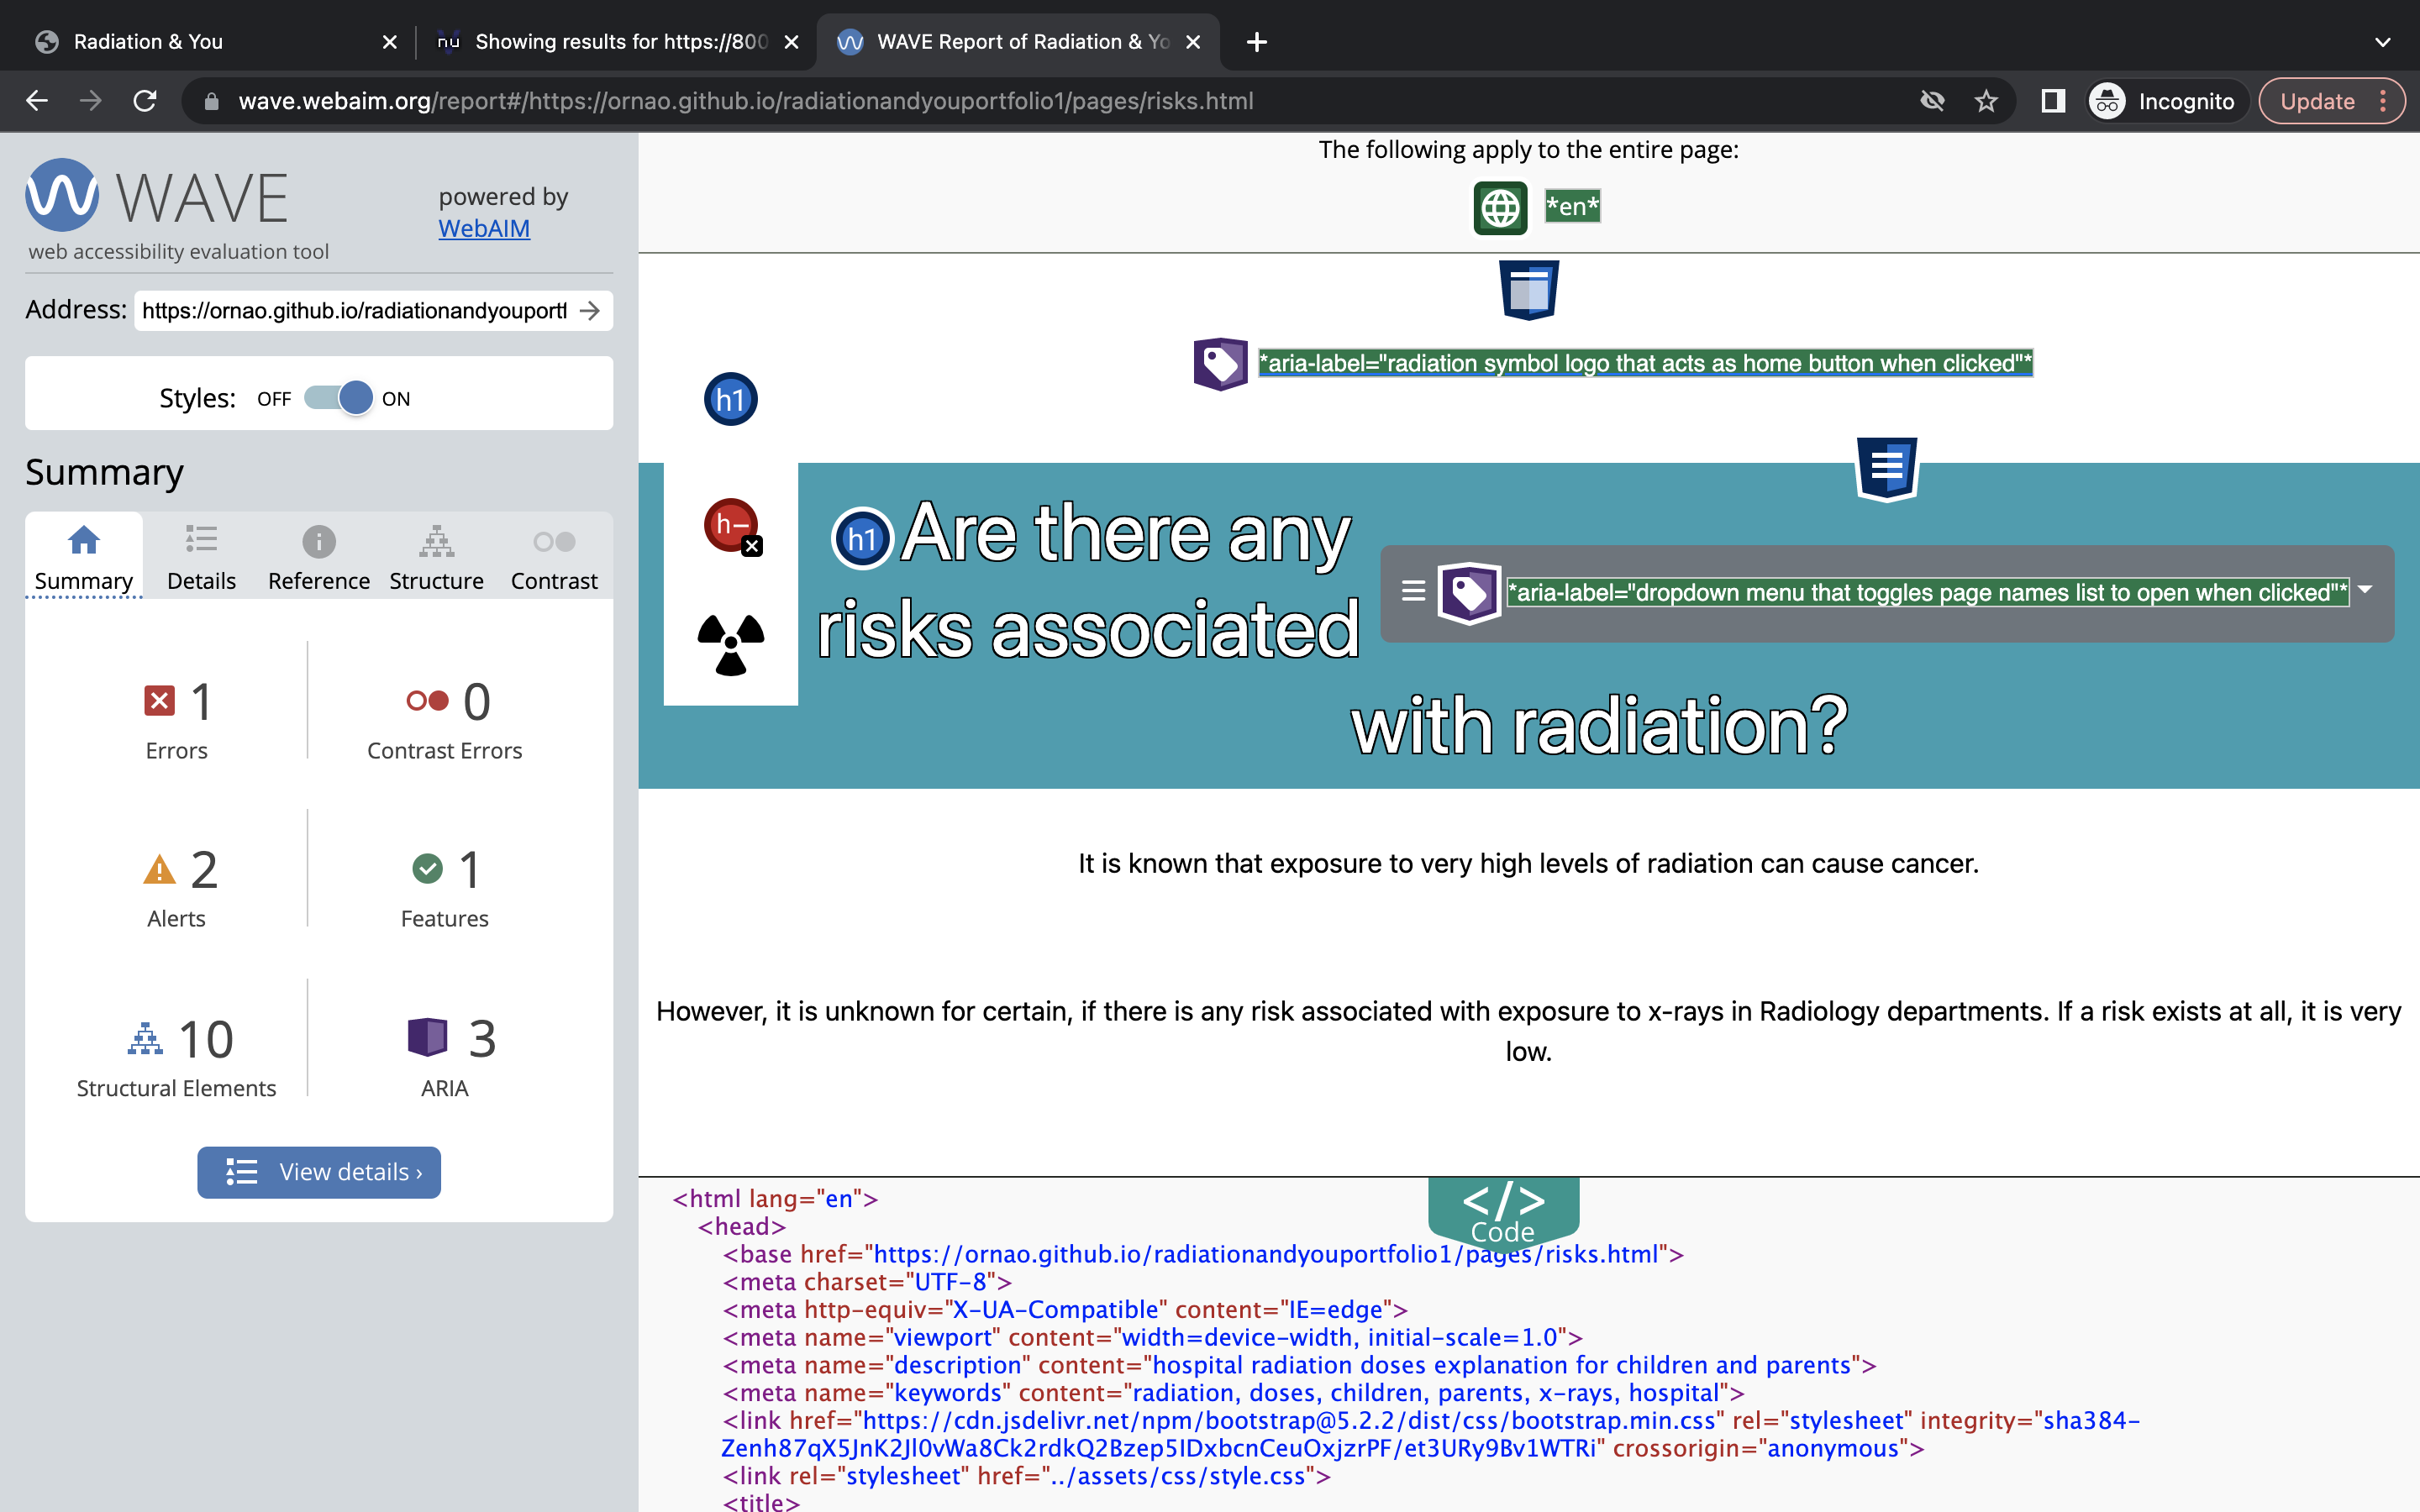 Radiation & You
nu Showing results for https://800
WAVE Report of Radiation & Yo
wave.webaim.org/report#/https://ornao.github.io/radiationandyouportfolio1/pages/risks.html
Incognito
Update
WAVE
powered by
WebAIM
web accessibility evaluation tool
Address: https://ornao.github.io/radiationandyouportf
Styles: OFF ON
Summary
Summary Details Reference Structure Contrast
1
Errors
0
Contrast Errors
2
Alerts
1
Features
10
Structural Elements
3
ARIA
View details ›
The following apply to the entire page:
*en*
*aria-label="radiation symbol logo that acts as home button when clicked"*
h1
h-
h1 Are there any
risks associated
with radiation?
*aria-label="dropdown menu that toggles page names list to open when clicked"*
It is known that exposure to very high levels of radiation can cause cancer.
However, it is unknown for certain, if there is any risk associated with exposure to x-rays in Radiology departments. If a risk exists at all, it is very
low.
</>
Code
<html lang="en">
<head>
<base href="https://ornao.github.io/radiationandyouportfolio1/pages/risks.html">
<meta charset="UTF-8">
<meta http-equiv="X-UA-Compatible" content="IE=edge">
<meta name="viewport" content="width=device-width, initial-scale=1.0">
<meta name="description" content="hospital radiation doses explanation for children and parents">
<meta name="keywords" content="radiation, doses, children, parents, x-rays, hospital">
<link href="https://cdn.jsdelivr.net/npm/bootstrap@5.2.2/dist/css/bootstrap.min.css" rel="stylesheet" integrity="sha384-
Zenh87qX5JnK2Jl0vWa8Ck2rdkQ2Bzep5IDxbcnCeuOxjzrPF/et3URy9Bv1WTRi" crossorigin="anonymous">
<link rel="stylesheet" href="../assets/css/style.css">
<title>